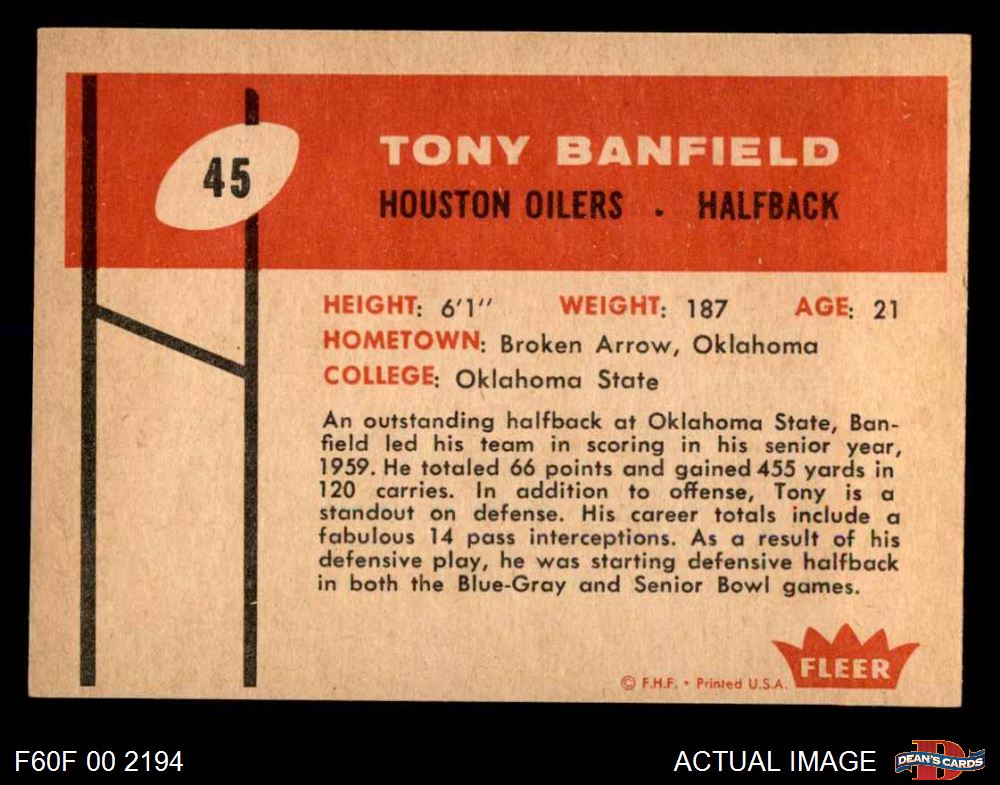 45
TONY BANFIELD
HOUSTON OILERS . HALFBACK
HEIGHT: 6'1'' WEIGHT: 187 AGE: 21
HOMETOWN: Broken Arrow, Oklahoma
COLLEGE: Oklahoma State
An outstanding halfback at Oklahoma State, Ban-
field led his team in scoring in his senior year,
1959. He totaled 66 points and gained 455 yards in
120 carries. In addition to offense, Tony is a
standout on defense. His career totals include a
fabulous 14 pass interceptions. As a result of his
defensive play, he was starting defensive halfback
in both the Blue-Gray and Senior Bowl games.
FLEER
© F.H.F. • Printed U.S.A.
F60F 00 2194
ACTUAL IMAGE
D
DEAN'S CARDS